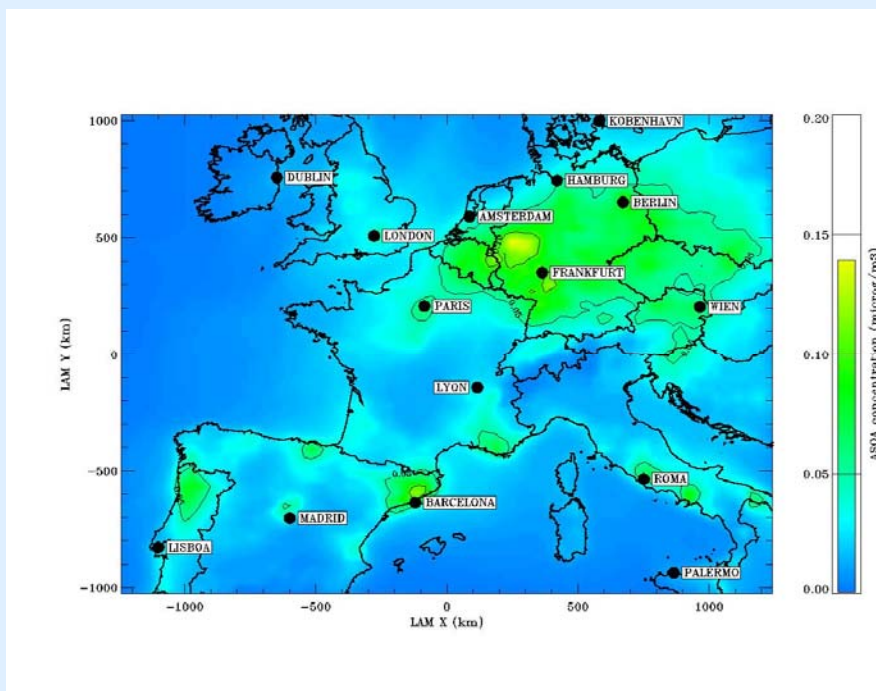 1000
500
0
−500
−1000
LAM Y (km)
KOBENHAVN
DUBLIN
HAMBURG
BERLIN
AMSTERDAM
LONDON
FRANKFURT
PARIS
WIEN
LYON
ROMA
BARCELONA
MADRID
LISBOA
PALERMO
−1000
−500
0
500
1000
LAM X (km)
0.20
0.15
0.10
0.05
0.00
ASOA concentration (microg/m3)